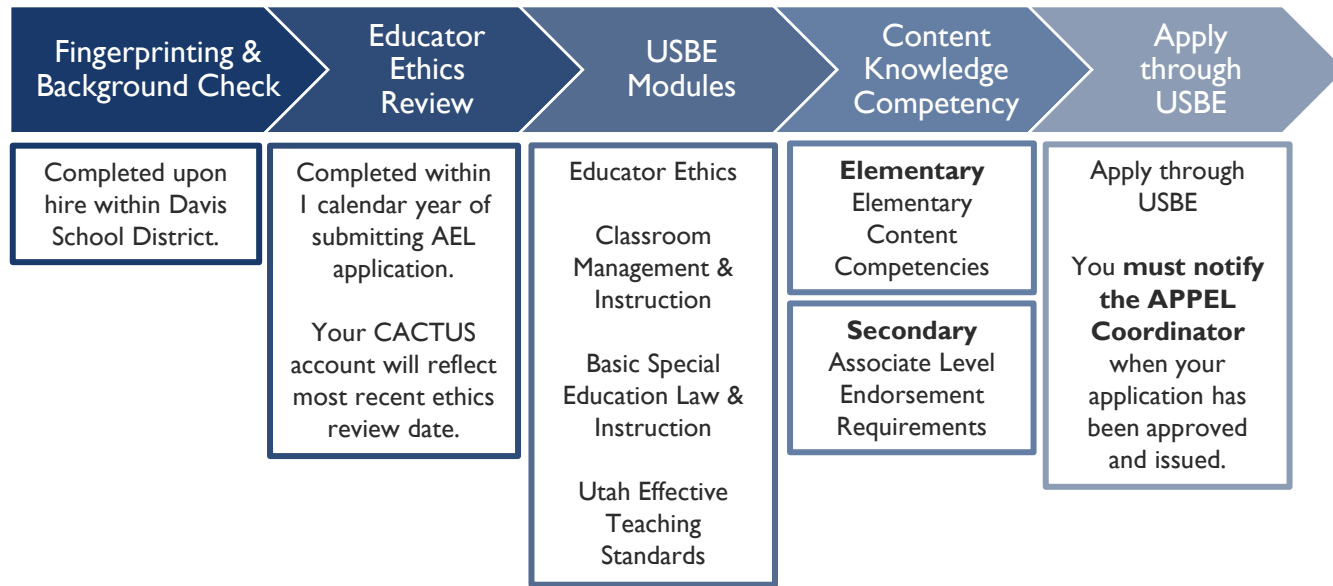 Fingerprinting &
Background Check
Educator
Ethics
Review
USBE
Modules
Content
Knowledge
Competency
Apply
through
USBE
Completed upon
hire within Davis
School District.
Completed within
1 calendar year of
submitting AEL
application.
Your CACTUS
account will reflect
most recent ethics
review date.
Educator Ethics
Classroom
Management &
Instruction
Basic Special
Education Law &
Instruction
Utah Effective
Teaching
Standards
Elementary
Elementary
Content
Competencies
Secondary
Associate Level
Endorsement
Requirements
Apply through
USBE
You must notify
the APPEL
Coordinator
when your
application has
been approved
and issued.